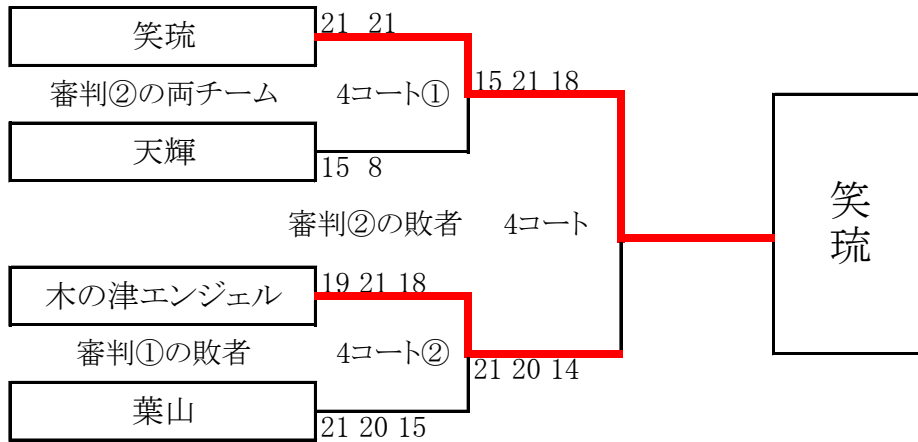 笑琉
21 21
審判②の両チーム 4コート①
15 21 18
天輝
15 8
審判②の敗者 4コート
笑琉
木の津エンジェル
19 21 18
審判①の敗者 4コート②
21 20 14
葉山
21 20 15